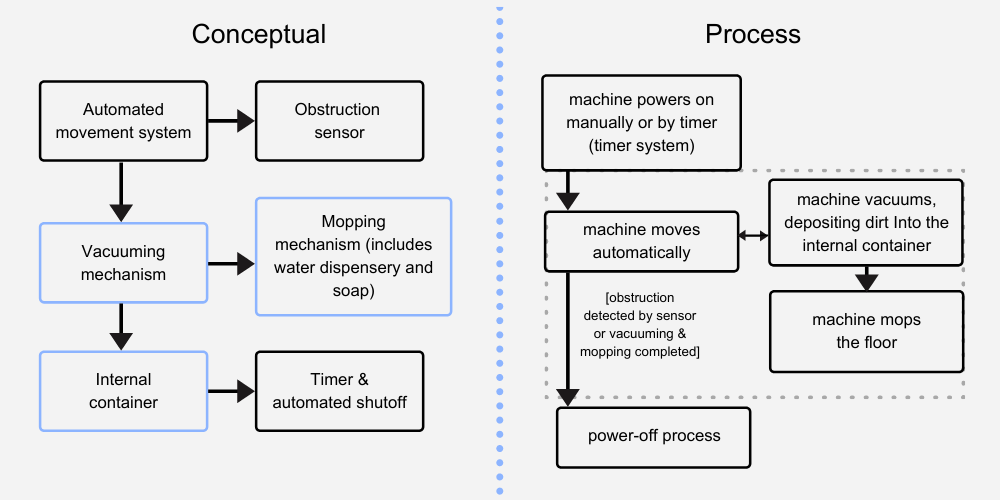 Conceptual
Automated
movement system
Obstruction
sensor
Vacuuming
mechanism
Mopping
mechanism (includes
water dispensery and
soap)
Internal
container
Timer &
automated shutoff
Process
machine powers on
manually or by timer
(timer system)
machine moves
automatically
machine vacuums,
depositing dirt Into the
internal container
[obstruction
detected by sensor
or vacuuming &
mopping completed]
machine mops
the floor
power-off process